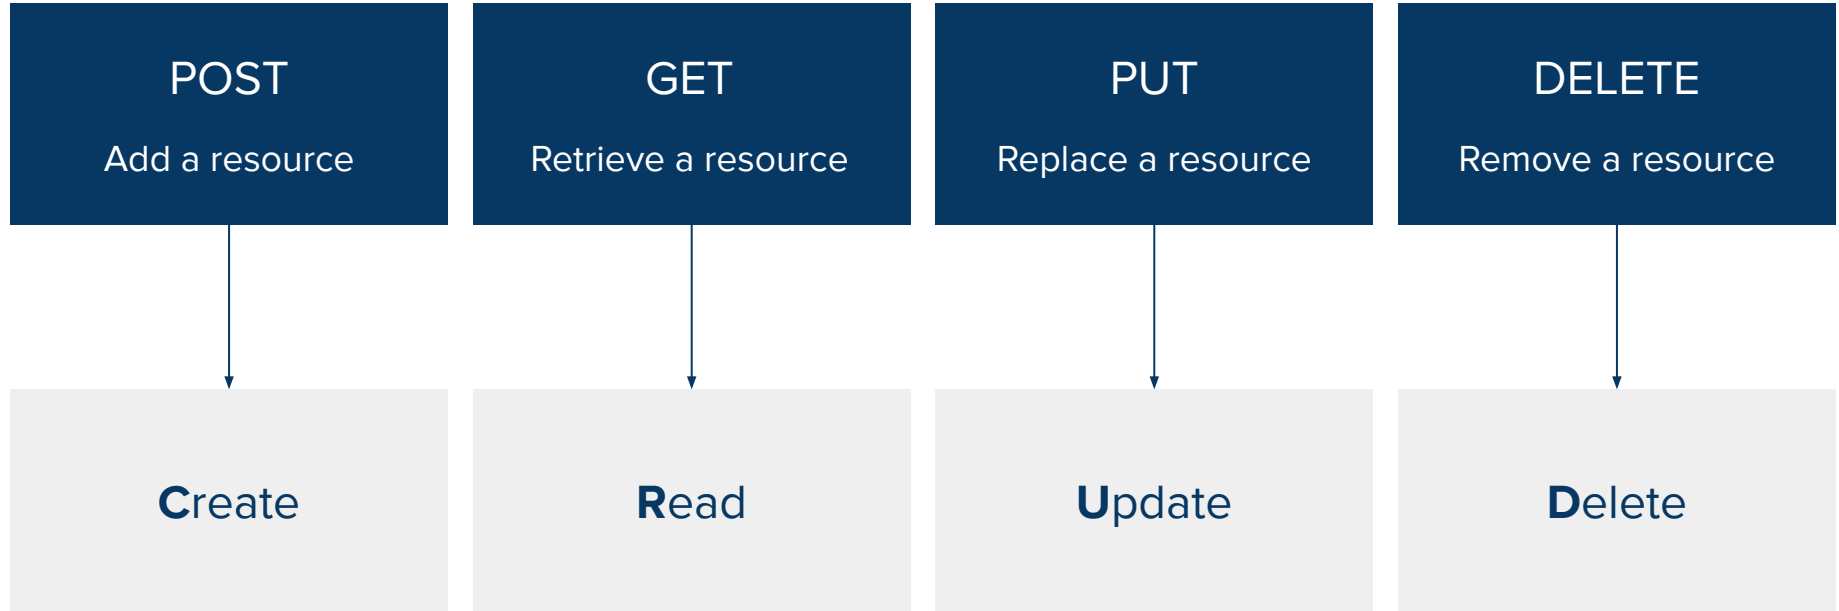 POST
Add a resource
GET
Retrieve a resource
PUT
Replace a resource
DELETE
Remove a resource
Create
Read
Update
Delete